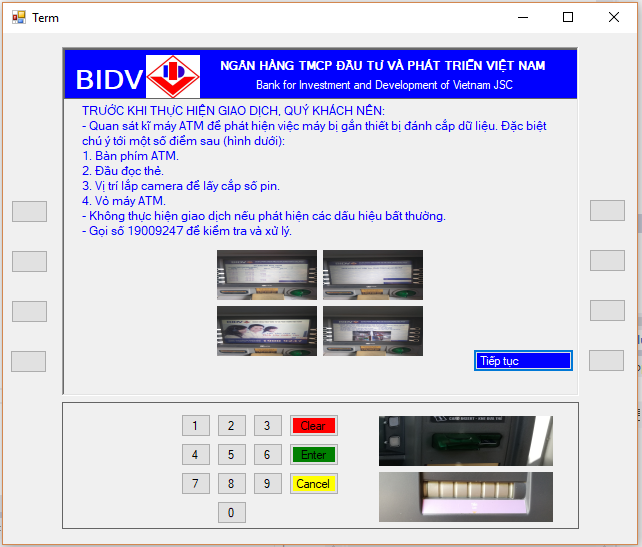 Term
BIDV
NGÂN HÀNG TMCP ĐẦU TƯ VÀ PHÁT TRIỂN VIỆT NAM
Bank for Investment and Development of Vietnam JSC
TRƯỚC KHI THỰC HIỆN GIAO DỊCH, QUÝ KHÁCH NÊN:
- Quan sát kĩ máy ATM để phát hiện việc máy bị gắn thiết bị đánh cắp dữ liệu. Đặc biệt
chú ý tới một số điểm sau (hình dưới):
1. Bàn phím ATM.
2. Đầu đọc thẻ.
3. Vị trí lắp camera để lấy cắp số pin.
4. Vỏ máy ATM.
- Không thực hiện giao dịch nếu phát hiện các dấu hiệu bất thường.
- Gọi số 19009247 để kiểm tra và xử lý.
BIDV
Tiếp tục
1 2 3 Clear
4 5 6 Enter
7 8 9 Cancel
0